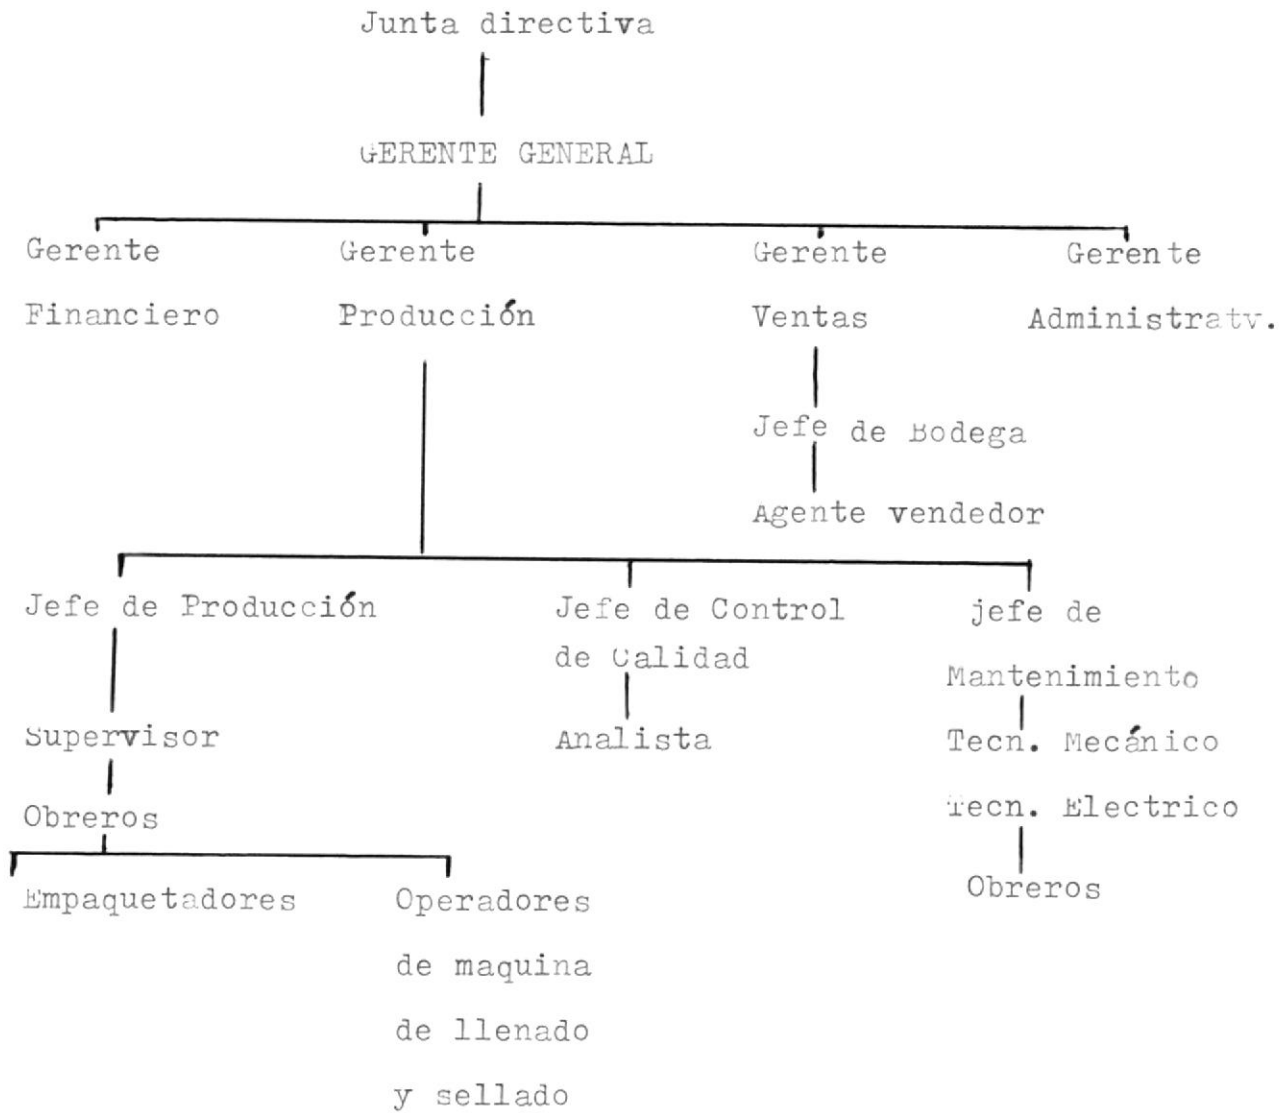 Junta directiva
GERENTE GENERAL
Gerente Gerente Gerente Gerente
Financiero Producción Ventas Administratv.
Jefe de Bodega
Agente vendedor
Jefe de Producción Jefe de Control jefe de
de Calidad
Mantenimiento
Supervisor Analista Tecn. Mecánico
Tecn. Electrico
Obreros
Obreros
Empaquetadores Operadores
de maquina
de llenado
y sellado